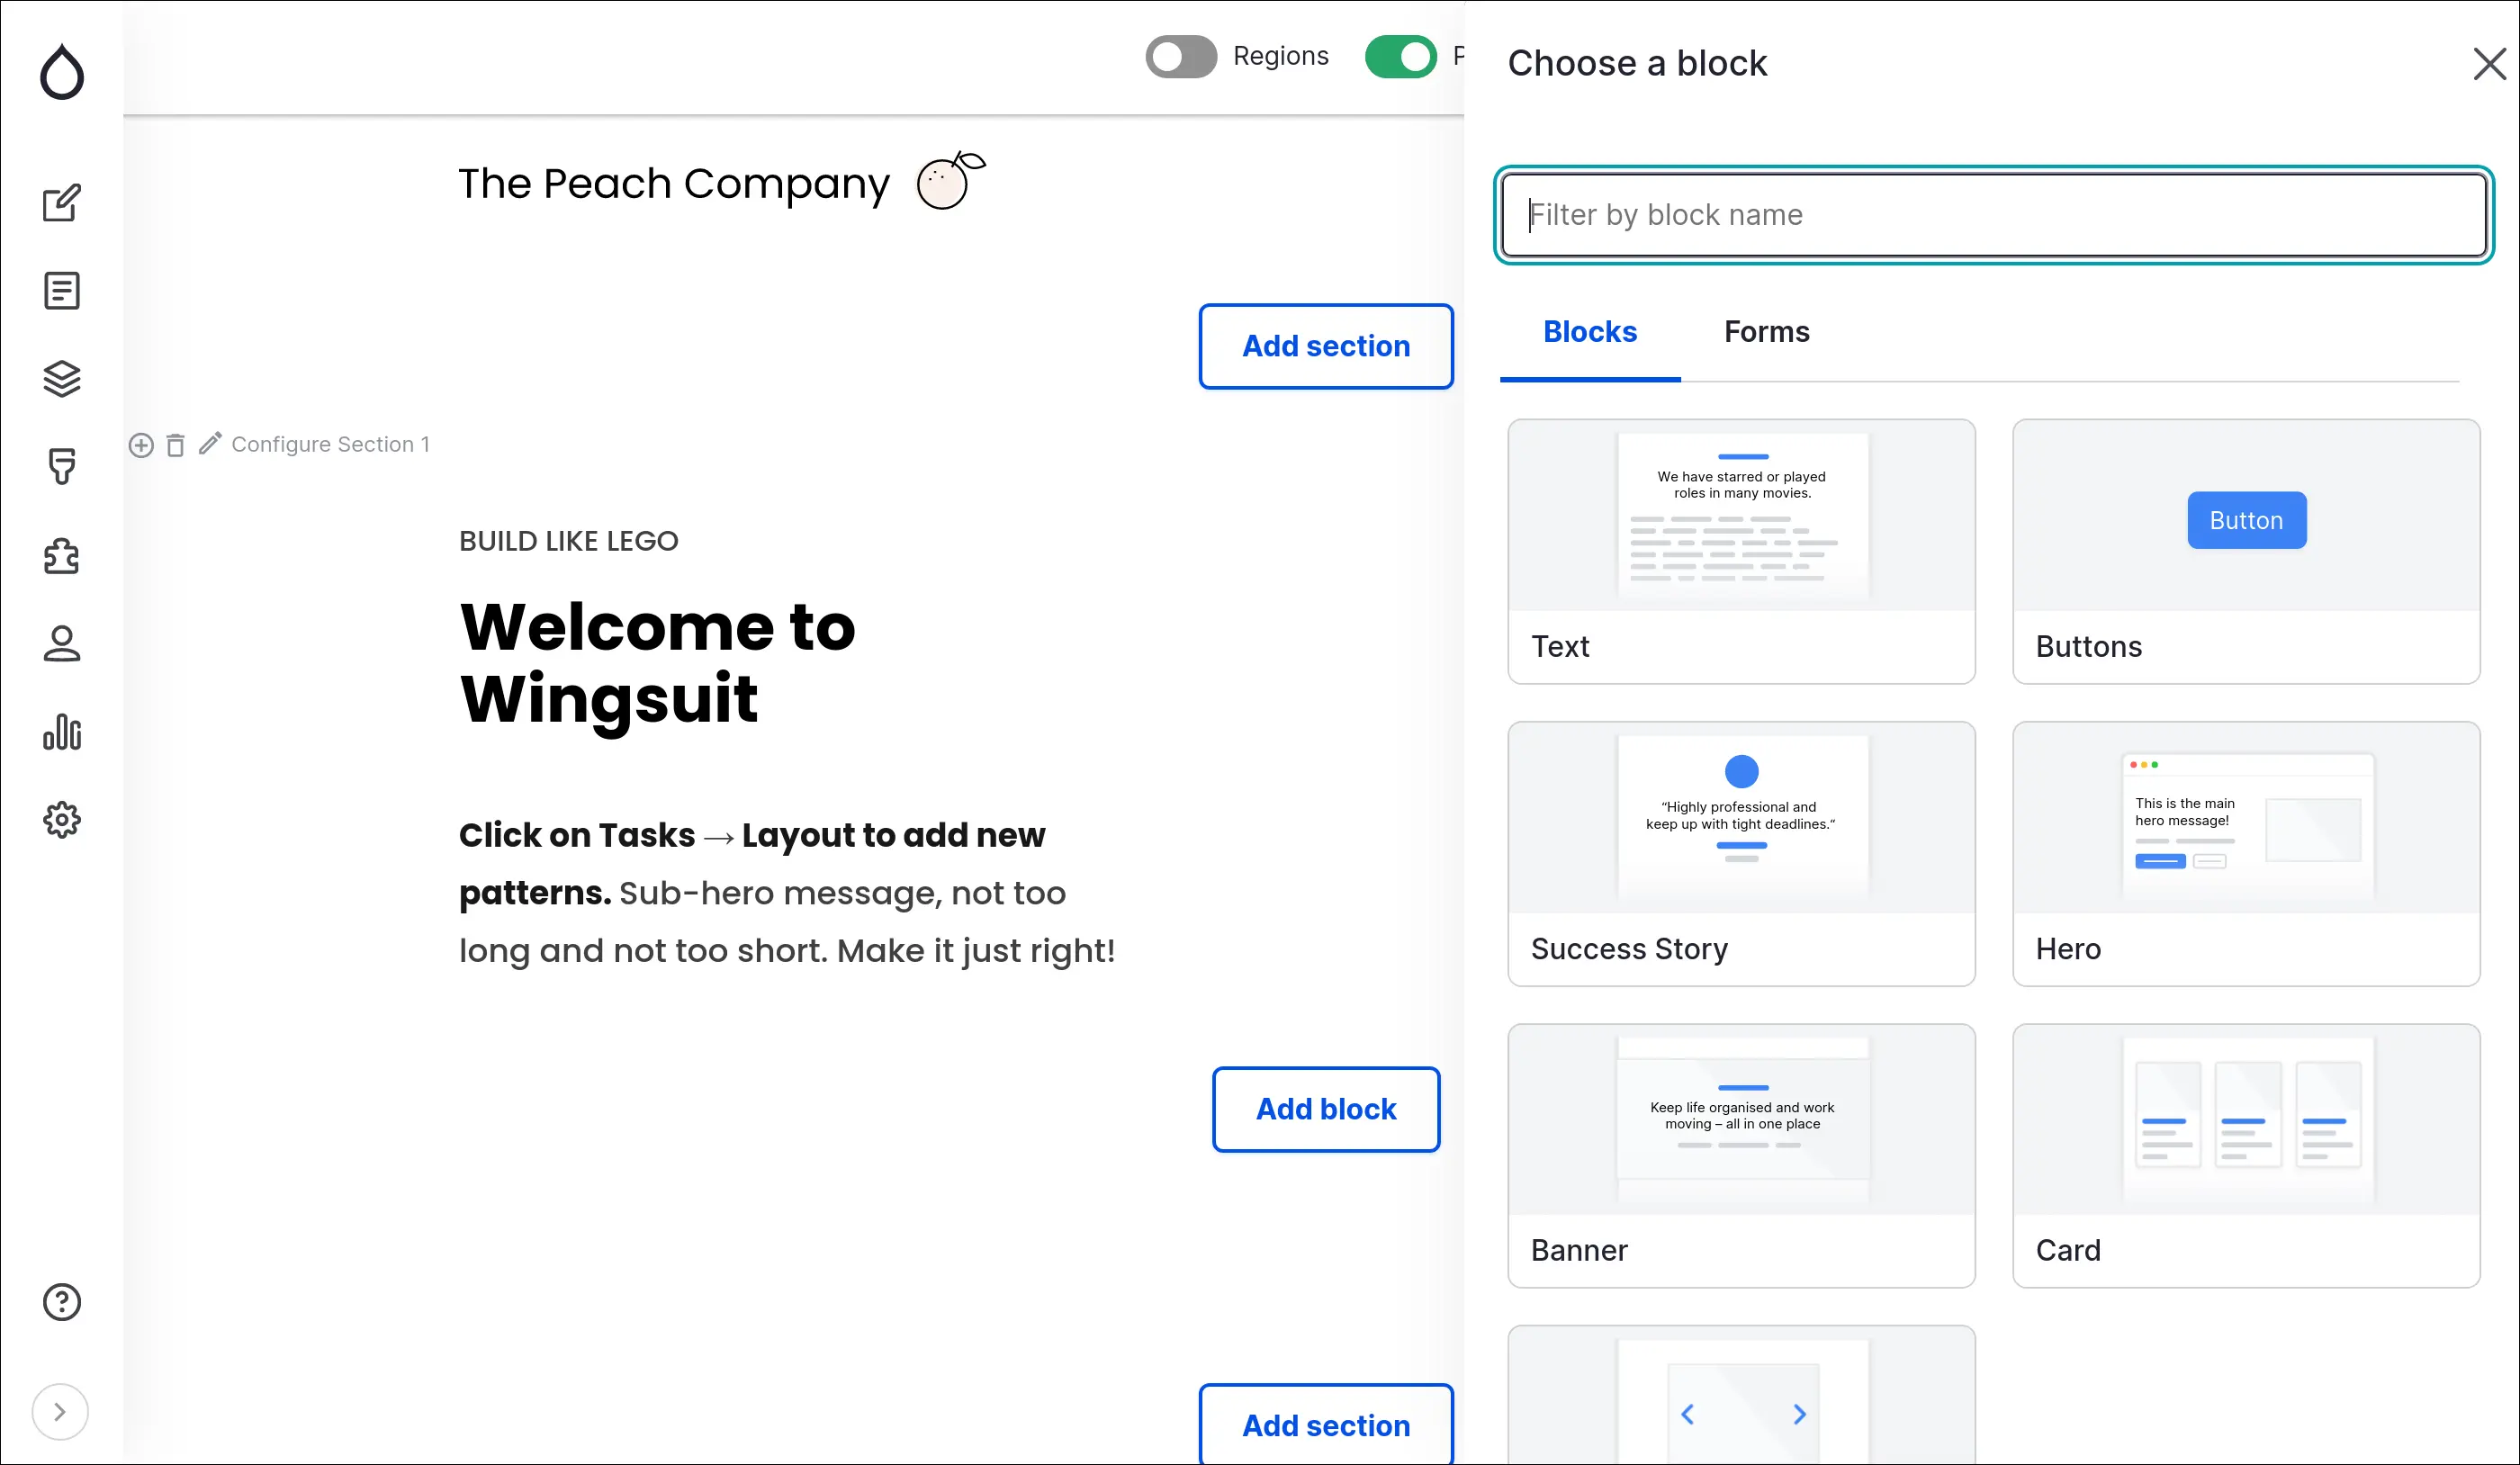 Regions
P
Choose a block
The Peach Company
Filter by block name
Add section
Blocks
Forms
Configure Section 1
We have starred or played
roles in many movies.
Button
Text
Buttons
BUILD LIKE LEGO
Welcome to
Wingsuit
“Highly professional and
keep up with tight deadlines.“
This is the main
hero message!
Success Story
Hero
Click on Tasks → Layout to add new
patterns. Sub-hero message, not too
long and not too short. Make it just right!
Add block
Keep life organised and work
moving – all in one place
Banner
Card
Add section